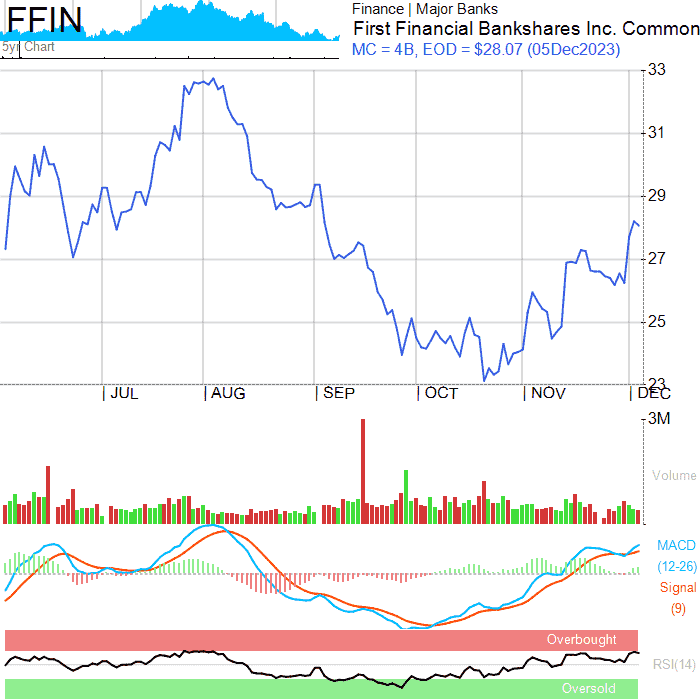 FFIN
5yr Chart
Finance | Major Banks
First Financial Bankshares Inc. Common
MC = 4B, EOD = $28.07 (05Dec2023)
33
31
29
27
25
23
| JUL | AUG | SEP | OCT | NOV | DEC
3M
Volume
MACD
(12-26)
Signal
(9)
Overbought
RSI(14)
Oversold